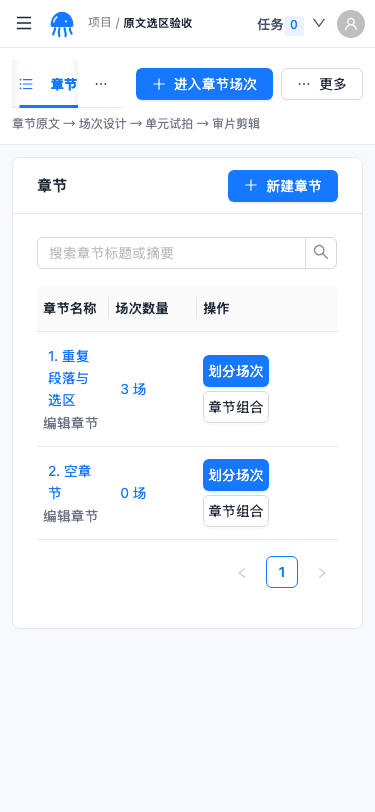 项目 / 原文选区验收
任务 0
章节
进入章节场次
更多
章节原文 → 场次设计 → 单元试拍 → 审片剪辑
章节
新建章节
搜索章节标题或摘要
章节名称 场次数量 操作
1. 重复
段落与
选区
编辑章节
3 场
划分场次
章节组合
2. 空章
节
编辑章节
0 场
划分场次
章节组合
1